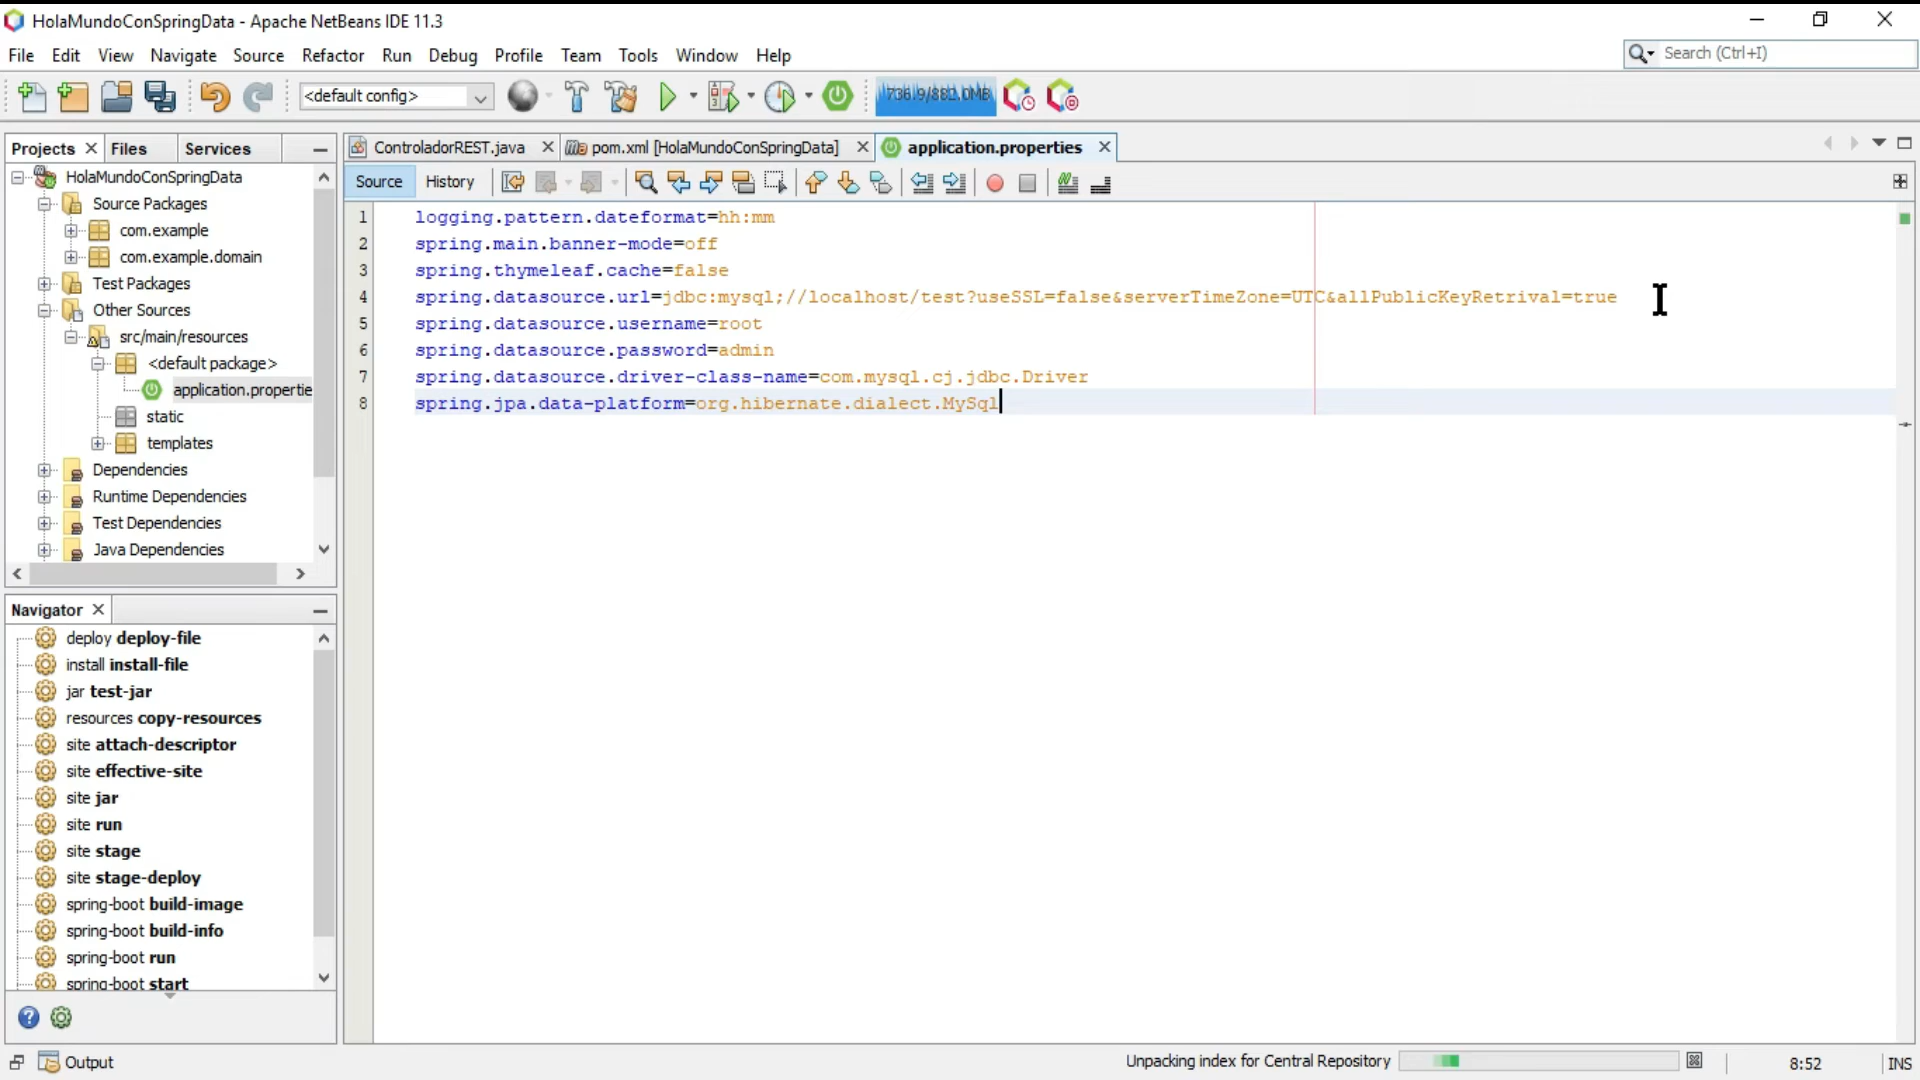 HolaMundoConSpringData - Apache NetBeans IDE 11.3
File Edit View Navigate Source Refactor Run Debug Profile Team Tools Window Help
Search (Ctrl+I)
<default config>
736.9/882.0MB
Projects Files Services
ControladorREST.java pom.xml [HolaMundoConSpringData] application.properties
Source History
HolaMundoConSpringData
Source Packages
com.example
com.example.domain
Test Packages
Other Sources
src/main/resources
<default package>
application.propertie
static
templates
Dependencies
Runtime Dependencies
Test Dependencies
Java Dependencies
1 logging.pattern.dateformat=hh:mm
2 spring.main.banner-mode=off
3 spring.thymeleaf.cache=false
4 spring.datasource.url=jdbc:mysql;//localhost/test?useSSL=false&serverTimeZone=UTC&allPublicKeyRetrival=true
5 spring.datasource.username=root
6 spring.datasource.password=admin
7 spring.datasource.driver-class-name=com.mysql.cj.jdbc.Driver
8 spring.jpa.data-platform=org.hibernate.dialect.MySql
Navigator
deploy deploy-file
install install-file
jar test-jar
resources copy-resources
site attach-descriptor
site effective-site
site jar
site run
site stage
site stage-deploy
spring-boot build-image
spring-boot build-info
spring-boot run
spring-boot start
Output
Unpacking index for Central Repository
8:52
INS